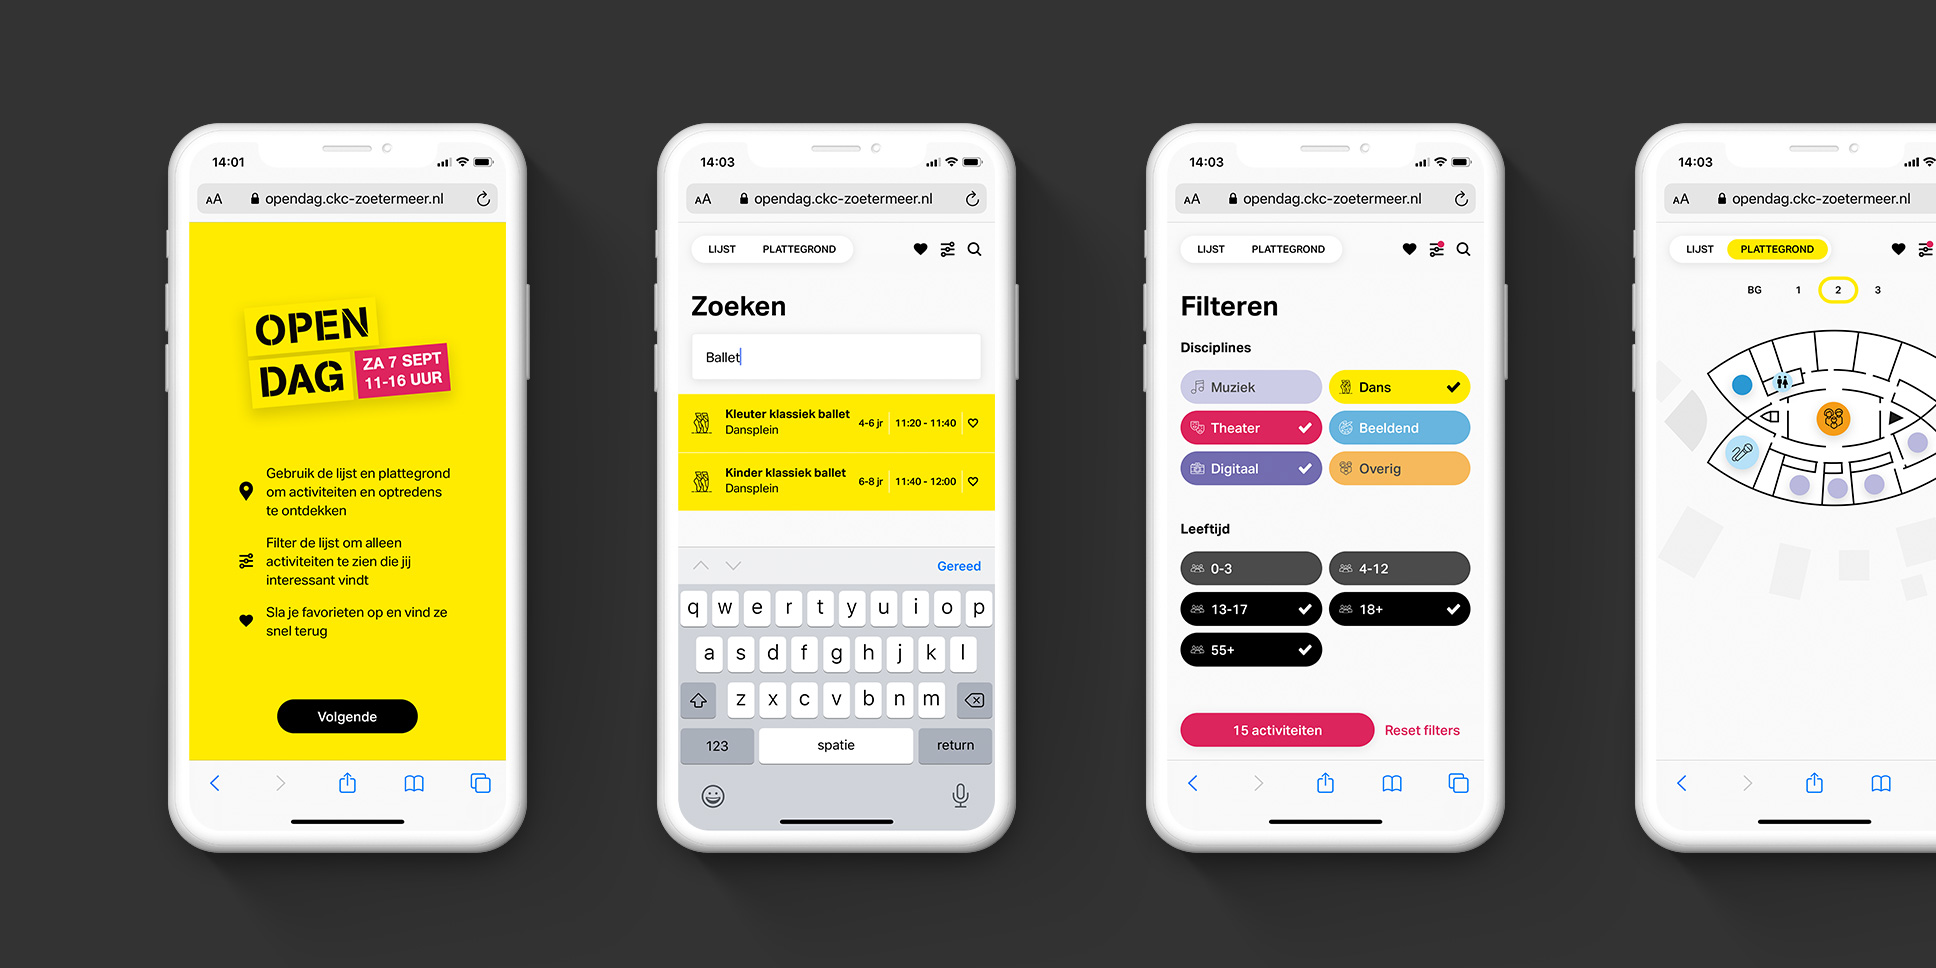 14:01
AA opendag.ckc-zoetermeer.nl
OPEN
DAG
ZA 7 SEPT
11-16 UUR
Gebruik de lijst en plattegrond
om activiteiten en optredens
te ontdekken
Filter de lijst om alleen
activiteiten te zien die jij
interessant vindt
Sla je favorieten op en vind ze
snel terug
Volgende
14:03
AA opendag.ckc-zoetermeer.nl
LIJST PLATTEGROND
Zoeken
Ballet
Kleuter klassiek ballet
Dansplein
4-6 jr 11:20 - 11:40
Kinder klassiek ballet
Dansplein
6-8 jr 11:40 - 12:00
Gereed
q w e r t y u i o p
a s d f g h j k l
z x c v b n m
123 spatie return
14:03
AA opendag.ckc-zoetermeer.nl
LIJST PLATTEGROND
Filteren
Disciplines
Muziek Dans
Theater Beeldend
Digitaal Overig
Leeftijd
0-3 4-12
13-17 18+
55+
15 activiteiten Reset filters
14:03
AA opendag.ckc-zoetermeer.nl
LIJST PLATTEGROND
BG 1 2 3